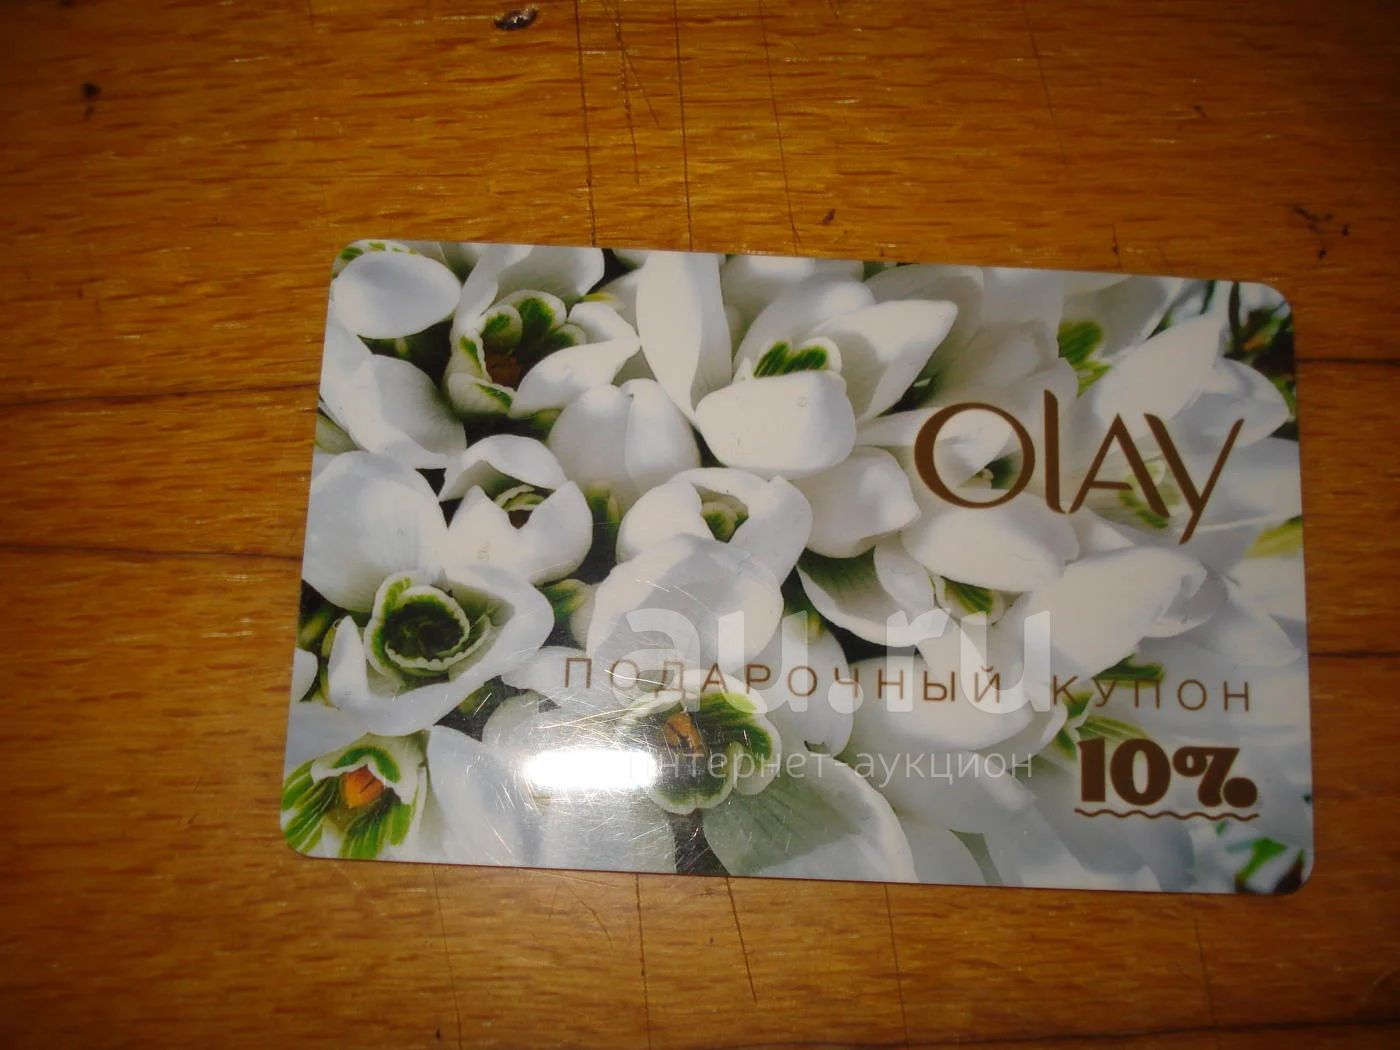 Olay
ПОДАРОЧНЫЙ КУПОН
10%
au.ru
интернет-аукцион